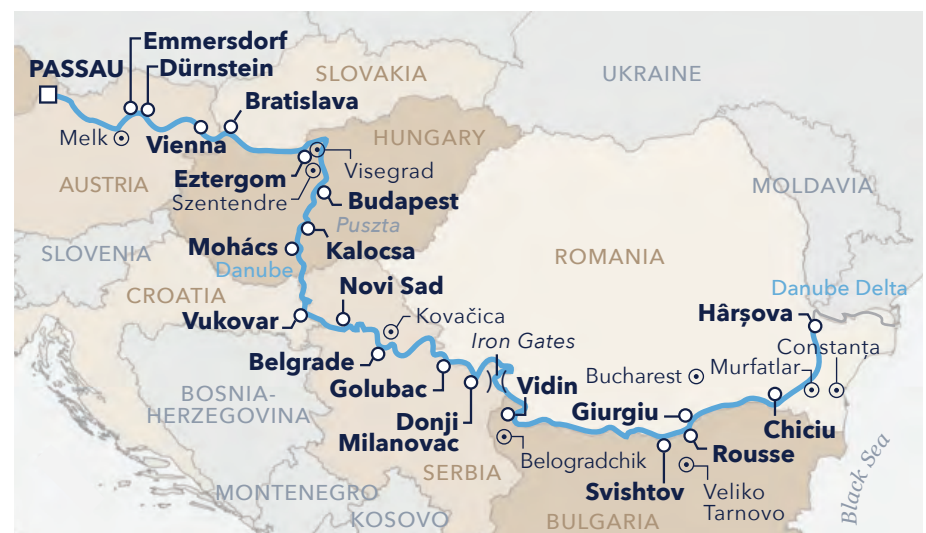 Emmersdorf
Dürnstein
PASSAU
SLOVAKIA
UKRAINE
Bratislava
Melk
Vienna
HUNGARY
Visegrad
Eztergom
AUSTRIA
Szentendre
Budapest
MOLDAVIA
Puszta
Mohács
Kalocsa
SLOVENIA
Danube
ROMANIA
Novi Sad
CROATIA
Danube Delta
Vukovar
Kovačica
Hârșova
Iron Gates
Constanța
Belgrade
Murfatlar
Golubac
Vidin
Bucharest
BOSNIA-
HERZEGOVINA
Giurgiu
Donji
Milanovac
Chiciu
Rousse
Belogradchik
SERBIA
Svishtov
Veliko
Tarnovo
Black Sea
MONTENEGRO
KOSOVO
BULGARIA